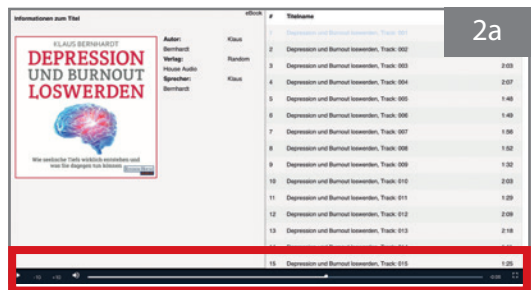 2a
Informationen zum Titel
eBook
KLAUS BERNHARDT
DEPRESSION
UND BURNOUT
LOSWERDEN
Wie seelische Tiefs wirklich entstehen und
was Sie dagegen tun können
Autor: Klaus
Bernhardt
Verlag: Random
House Audio
Sprecher: Klaus
Bernhardt
# Titelname
1 Depression und Burnout loswerden, Track: 001
2 Depression und Burnout loswerden, Track: 002
3 Depression und Burnout loswerden, Track: 003 2:03
4 Depression und Burnout loswerden, Track: 004 2:07
5 Depression und Burnout loswerden, Track: 005 1:48
6 Depression und Burnout loswerden, Track: 006 1:49
7 Depression und Burnout loswerden, Track: 007 1:56
8 Depression und Burnout loswerden, Track: 008 1:52
9 Depression und Burnout loswerden, Track: 009 1:32
10 Depression und Burnout loswerden, Track: 010 2:03
11 Depression und Burnout loswerden, Track: 011 1:29
12 Depression und Burnout loswerden, Track: 012 2:09
13 Depression und Burnout loswerden, Track: 013 2:18
15 Depression und Burnout loswerden, Track: 015 1:25
-10 +10